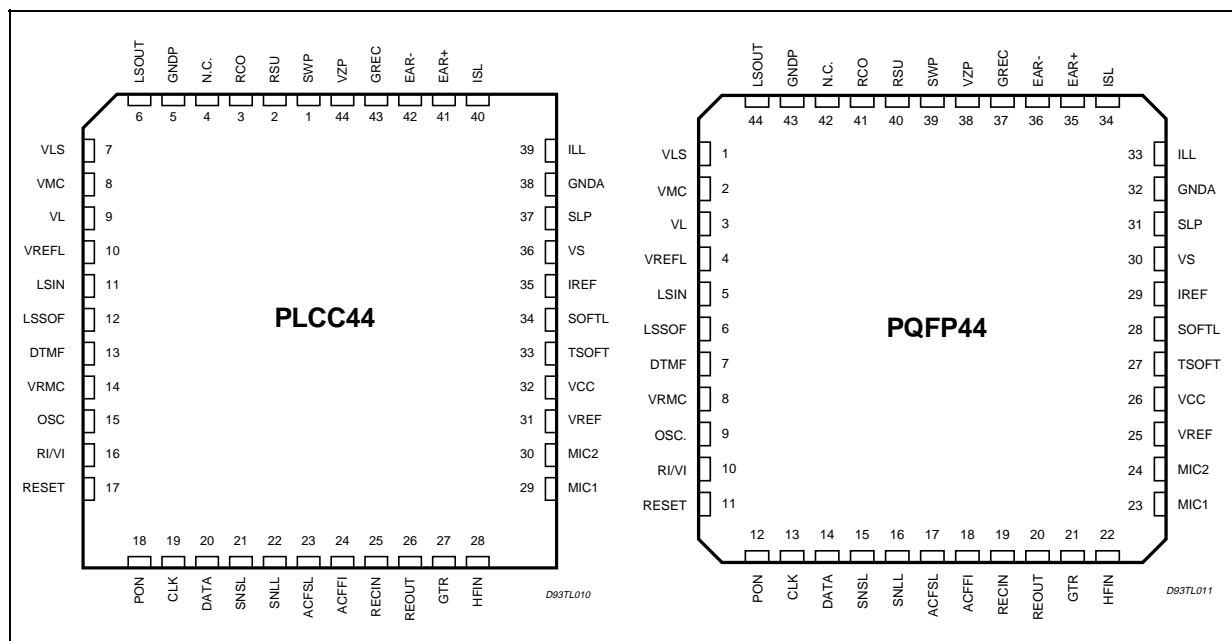 LSOUT GNDP N.C. RCO RSU SWP VZP GREC EAR- EAR+ ISL
6 5 4 3 2 1 44 43 42 41 40
VLS 7 39 ILL
VMC 8 38 GNDA
VL 9 37 SLP
VREFL 10 36 VS
LSIN 11 35 IREF
LSSOF 12 34 SOFTL
PLCC44
DTMF 13 33 TSOFT
VRMC 14 32 VCC
OSC 15 31 VREF
RI/VI 16 30 MIC2
RESET 17 29 MIC1
18 19 20 21 22 23 24 25 26 27 28
PON CLK DATA SNSL SNLL ACFSL ACFFI RECIN REOUT GTR HFIN
D93TL010
LSOUT GNDP N.C. RCO RSU SWP VZP GREC EAR- EAR+ ISL
44 43 42 41 40 39 38 37 36 35 34
VLS 1 33 ILL
VMC 2 32 GNDA
VL 3 31 SLP
VREFL 4 30 VS
LSIN 5 29 IREF
LSSOF 6 28 SOFTL
PQFP44
DTMF 7 27 TSOFT
VRMC 8 26 VCC
OSC. 9 25 VREF
RI/VI 10 24 MIC2
RESET 11 23 MIC1
12 13 14 15 16 17 18 19 20 21 22
PON CLK DATA SNSL SNLL ACFSL ACFFI RECIN REOUT GTR HFIN
D93TL011